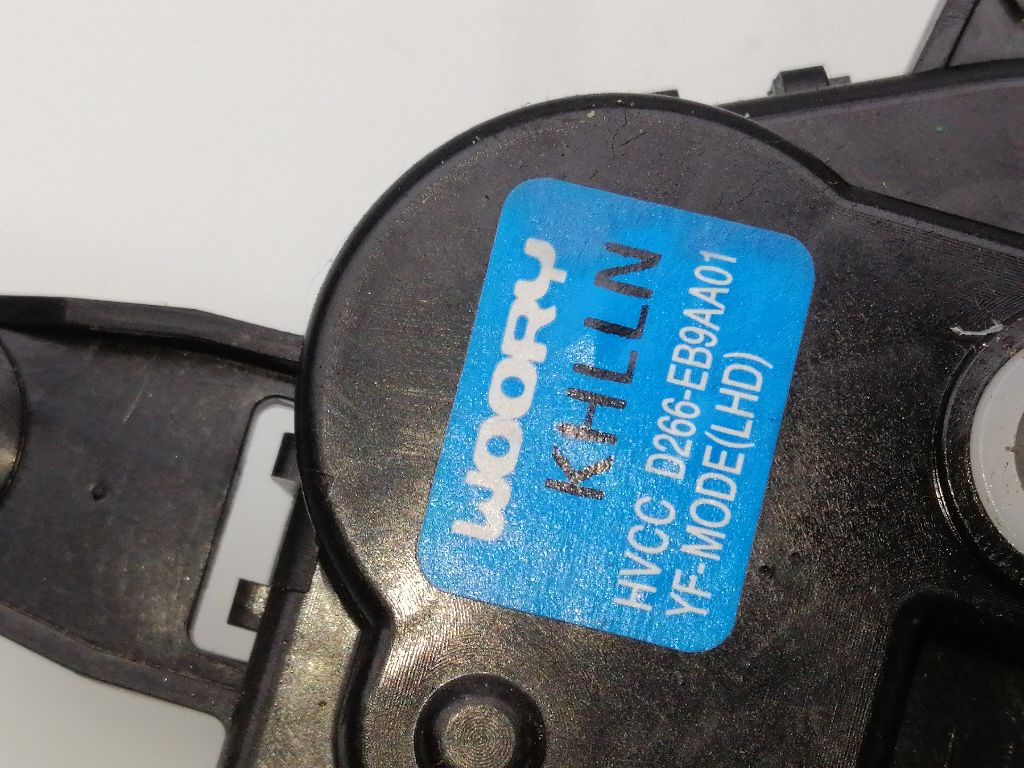 WOORY
KHLLN
HVCC D266-EB9AA01
YF-MODE(LHD)